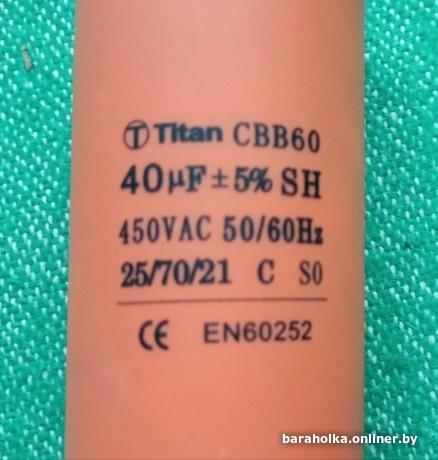 Titan CBB60
40µF±5% SH
450VAC 50/60Hz
25/70/21 C S0
CE EN60252
baraholka.onliner.by